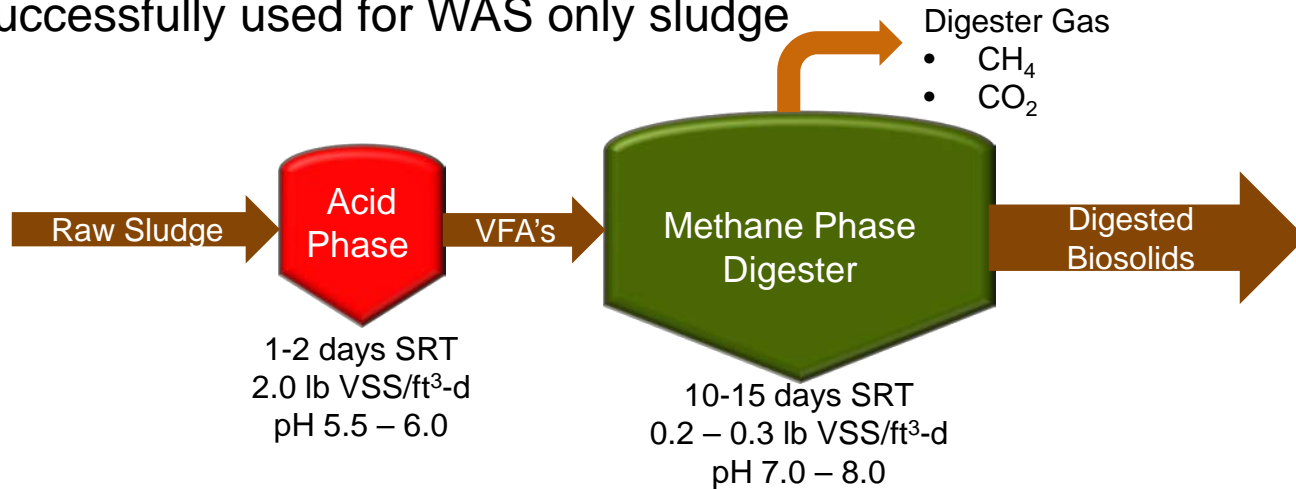 uccessfully used for WAS only sludge
Digester Gas
• CH₄
• CO₂
Raw Sludge
Acid
Phase
VFA's
Methane Phase
Digester
Digested
Biosolids
1-2 days SRT
2.0 lb VSS/ft³-d
pH 5.5 – 6.0
10-15 days SRT
0.2 – 0.3 lb VSS/ft³-d
pH 7.0 – 8.0